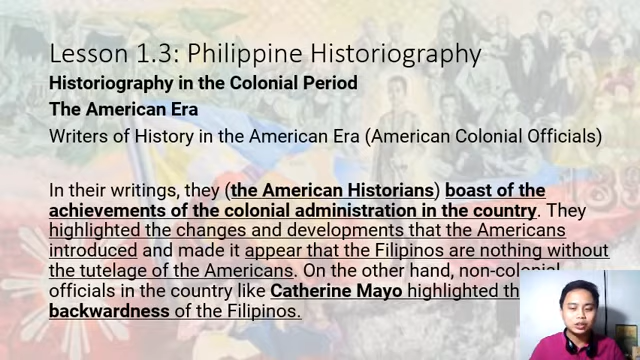 Lesson 1.3: Philippine Historiography
Historiography in the Colonial Period
The American Era
Writers of History in the American Era (American Colonial Officials)
In their writings, they (the American Historians) boast of the
achievements of the colonial administration in the country. They
highlighted the changes and developments that the Americans
introduced and made it appear that the Filipinos are nothing without
the tutelage of the Americans. On the other hand, non-colonial
officials in the country like Catherine Mayo highlighted
backwardness of the Filipinos.